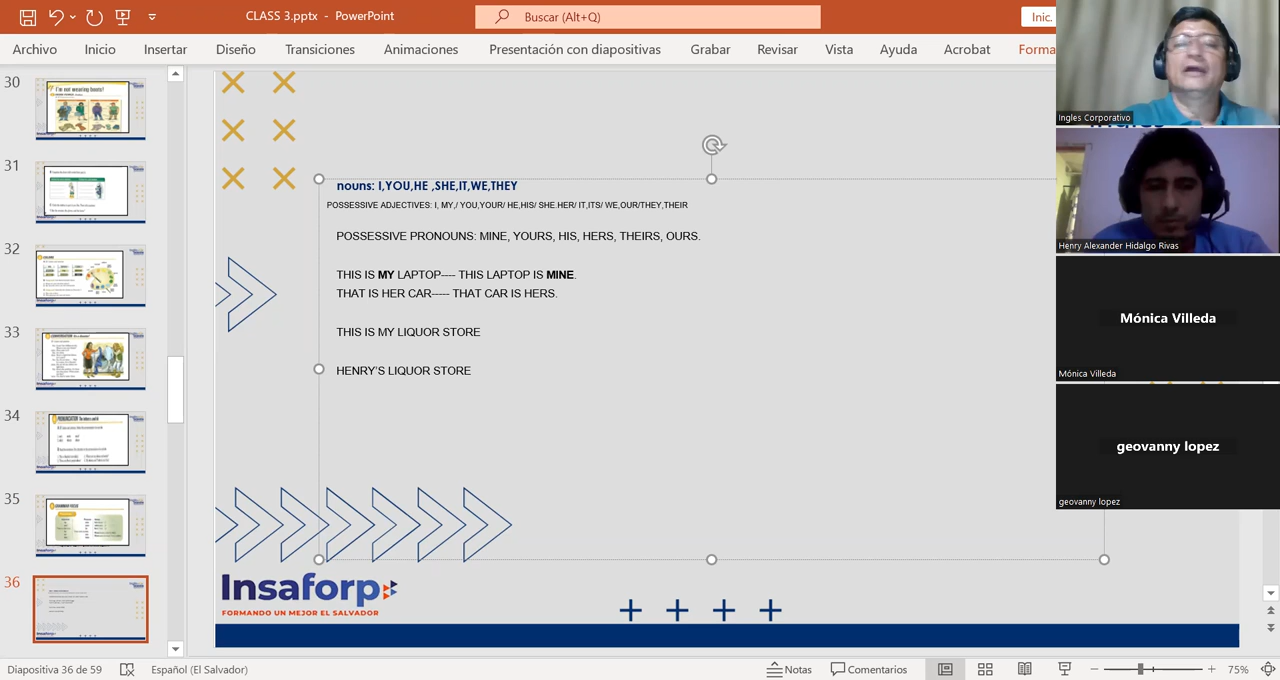 CLASS 3.pptx - PowerPoint
Buscar (Alt+Q)
Inic.
Archivo Inicio Insertar Diseño Transiciones Animaciones Presentación con diapositivas Grabar Revisar Vista Ayuda Acrobat Forma
30
31
32
33
34
35
36
nouns: I,YOU,HE ,SHE,IT,WE,THEY
POSSESSIVE ADJECTIVES: I, MY,/ YOU,YOUR/ HE,HIS/ SHE.HER/ IT,ITS/ WE,OUR/THEY,THEIR
POSSESSIVE PRONOUNS: MINE, YOURS, HIS, HERS, THEIRS, OURS.
THIS IS MY LAPTOP---- THIS LAPTOP IS MINE.
THAT IS HER CAR----- THAT CAR IS HERS.
THIS IS MY LIQUOR STORE
HENRY'S LIQUOR STORE
Insaforp
FORMANDO UN MEJOR EL SALVADOR
Ingles Corporativo
Henry Alexander Hidalgo Rivas
Mónica Villeda
Mónica Villeda
geovanny lopez
geovanny lopez
Diapositiva 36 de 59 Español (El Salvador) Notas Comentarios 75%